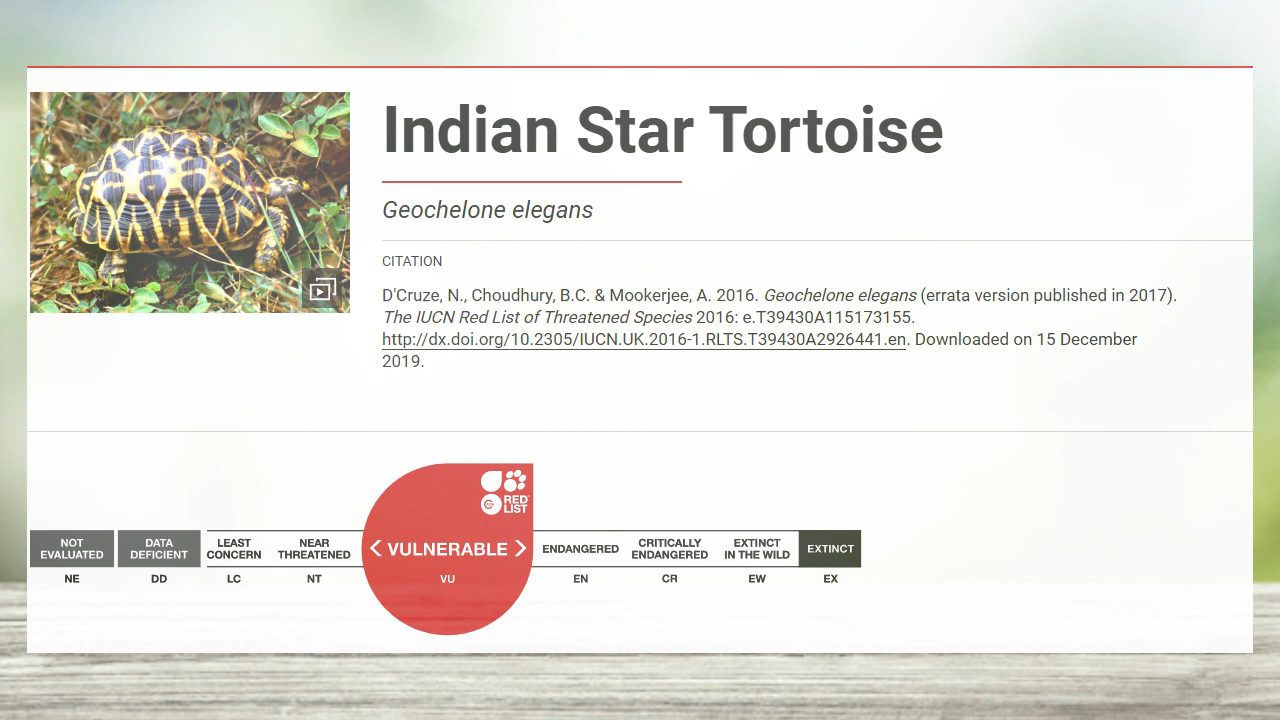 Indian Star Tortoise
Geochelone elegans
CITATION
D'Cruze, N., Choudhury, B.C. & Mookerjee, A. 2016. Geochelone elegans (errata version published in 2017).
The IUCN Red List of Threatened Species 2016: e.T39430A115173155.
http://dx.doi.org/10.2305/IUCN.UK.2016-1.RLTS.T39430A2926441.en. Downloaded on 15 December
2019.
RED
LIST
NOT
EVALUATED
DATA
DEFICIENT
LEAST
CONCERN
NEAR
THREATENED
< VULNERABLE >
ENDANGERED
CRITICALLY
ENDANGERED
EXTINCT
IN THE WILD
EXTINCT
NE
DD
LC
NT
VU
EN
CR
EW
EX